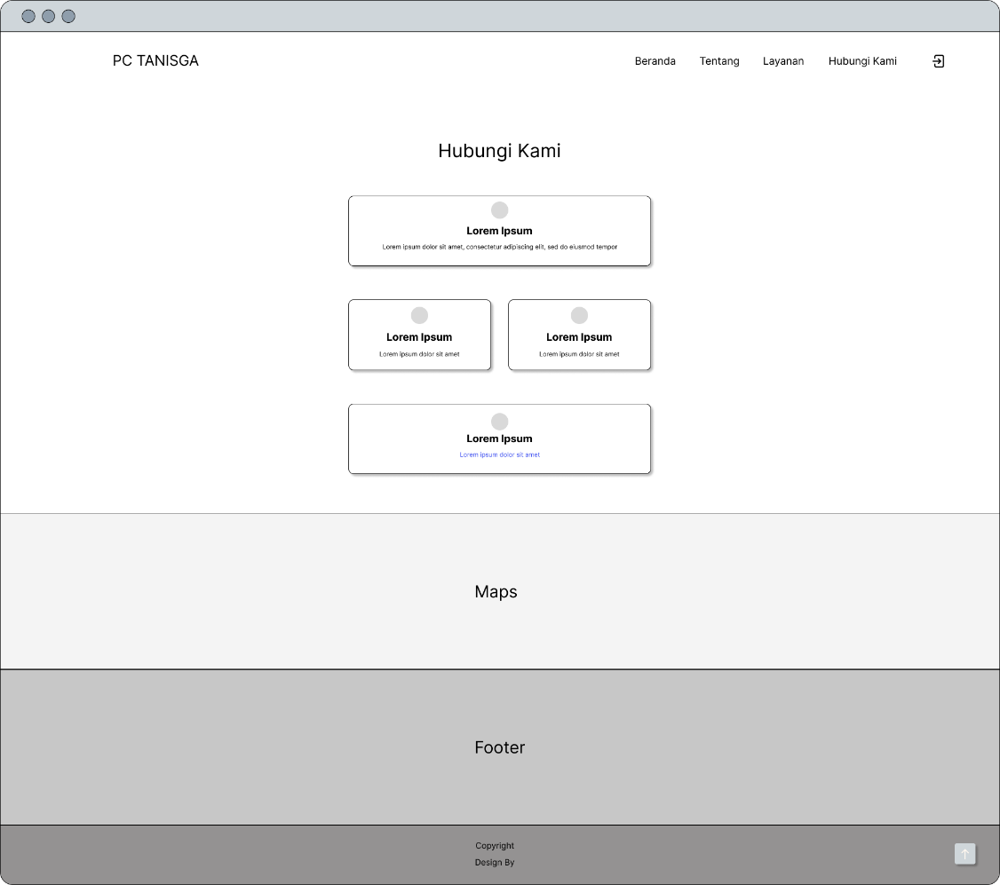 PC TANISGA
Beranda Tentang Layanan Hubungi Kami
Hubungi Kami
Lorem Ipsum
Lorem ipsum dolor sit amet, consectetur adipiscing elit, sed do eiusmod tempor
Lorem Ipsum
Lorem ipsum dolor sit amet
Lorem Ipsum
Lorem ipsum dolor sit amet
Lorem Ipsum
Lorem ipsum dolor sit amet
Maps
Footer
Copyright
Design By